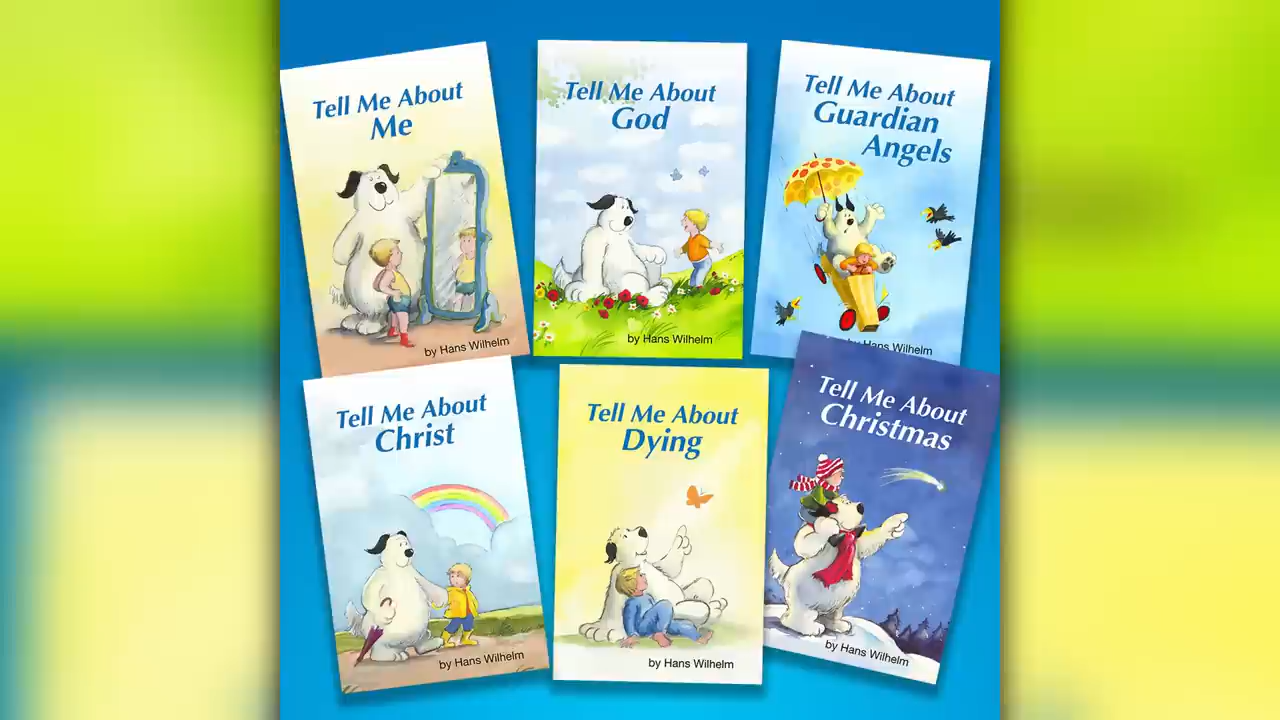 Tell Me About
Me
by Hans Wilhelm
Tell Me About
God
by Hans Wilhelm
Tell Me About
Guardian
Angels
by Hans Wilhelm
Tell Me About
Christ
by Hans Wilhelm
Tell Me About
Dying
by Hans Wilhelm
Tell Me About
Christmas
by Hans Wilhelm